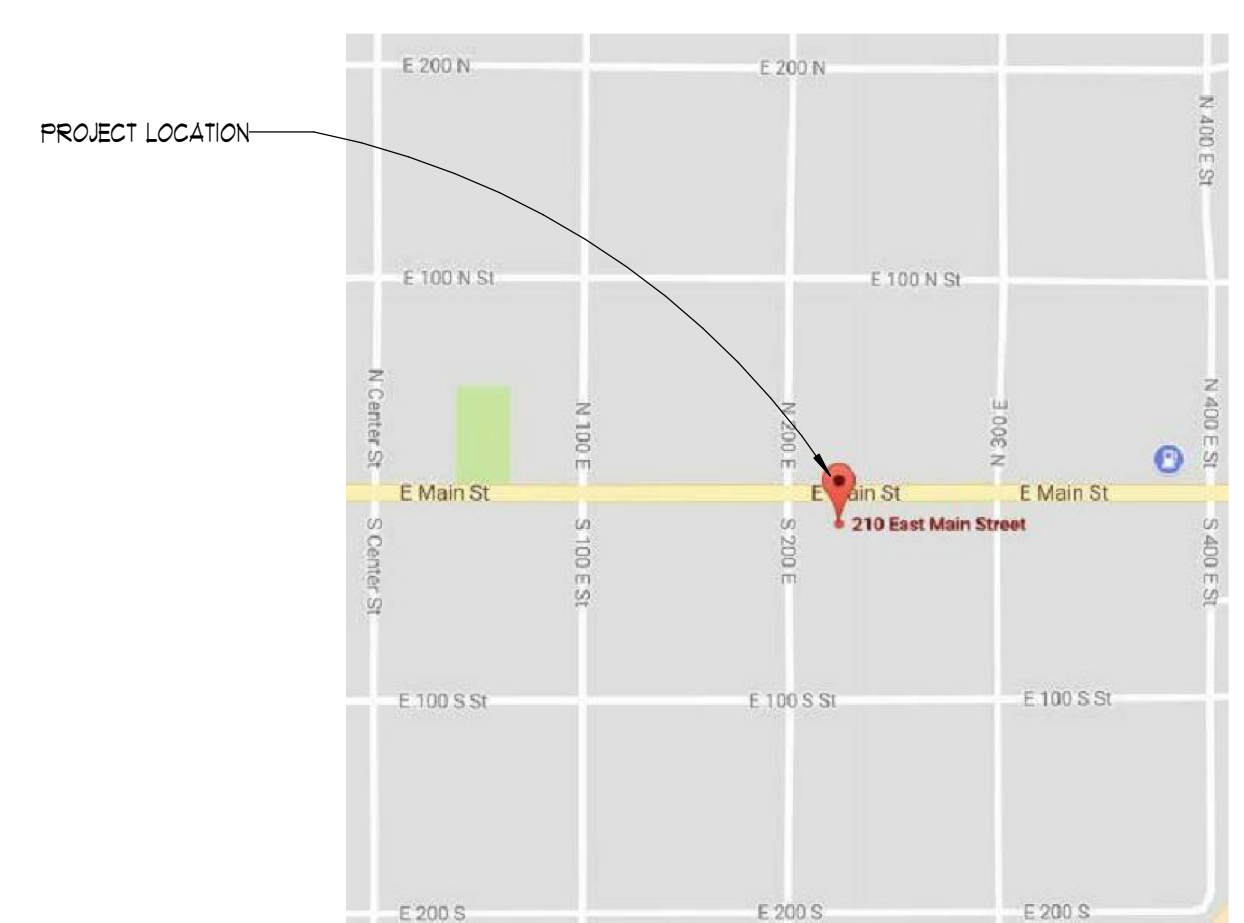 E 200 N
E 200 N
N 400 E St
PROJECT LOCATION
E 100 N St
E 100 N St
N Center St
N 100 E
N 200 E
N 300 E
N 400 E St
E Main St
E Main St
E Main St
210 East Main Street
S Center St
S 100 E St
S 200 E
S 400 E St
E 100 S St
E 100 S St
E 100 S St
E 200 S
E 200 S
E 200 S